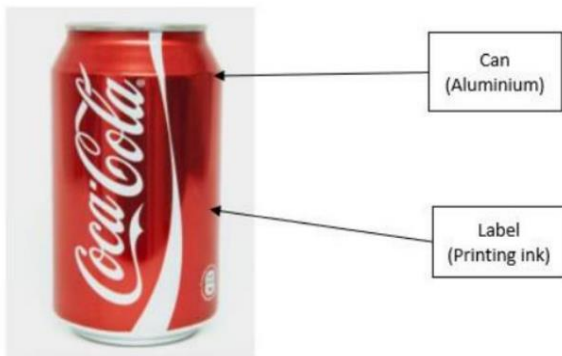 Coca-Cola
Can
(Aluminium)
Label
(Printing ink)